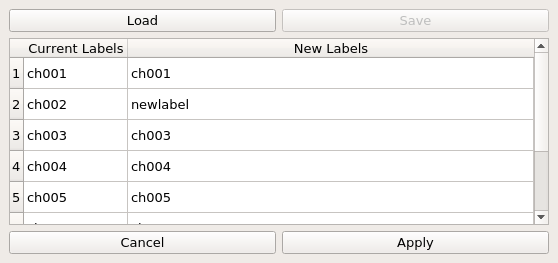 Load Save
Current Labels New Labels
1 ch001 ch001
2 ch002 newlabel
3 ch003 ch003
4 ch004 ch004
5 ch005 ch005
Cancel Apply